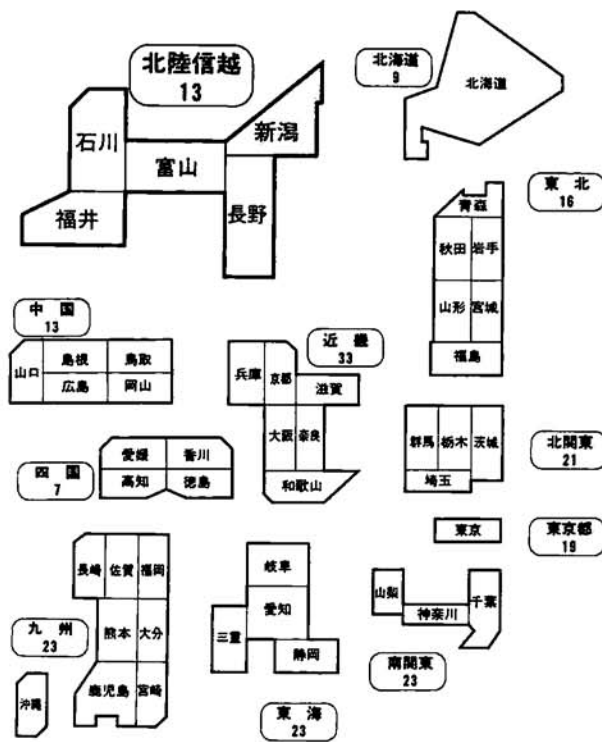 北陸信越
13
石川
富山
新潟
福井
長野
北海道
9
北海道
東北
16
青森
秋田 岩手
山形 宮城
福島
中国
13
山口 島根 鳥取
広島 岡山
近畿
33
兵庫 京都 滋賀
大阪 奈良
和歌山
北関東
21
群馬 栃木 茨城
埼玉
四国
7
愛媛 香川
高知 徳島
東京
東京都
19
九州
23
長崎 佐賀 福岡
熊本 大分
鹿児島 宮崎
沖縄
岐阜
愛知
三重
静岡
東海
23
山梨
神奈川
千葉
南関東
23